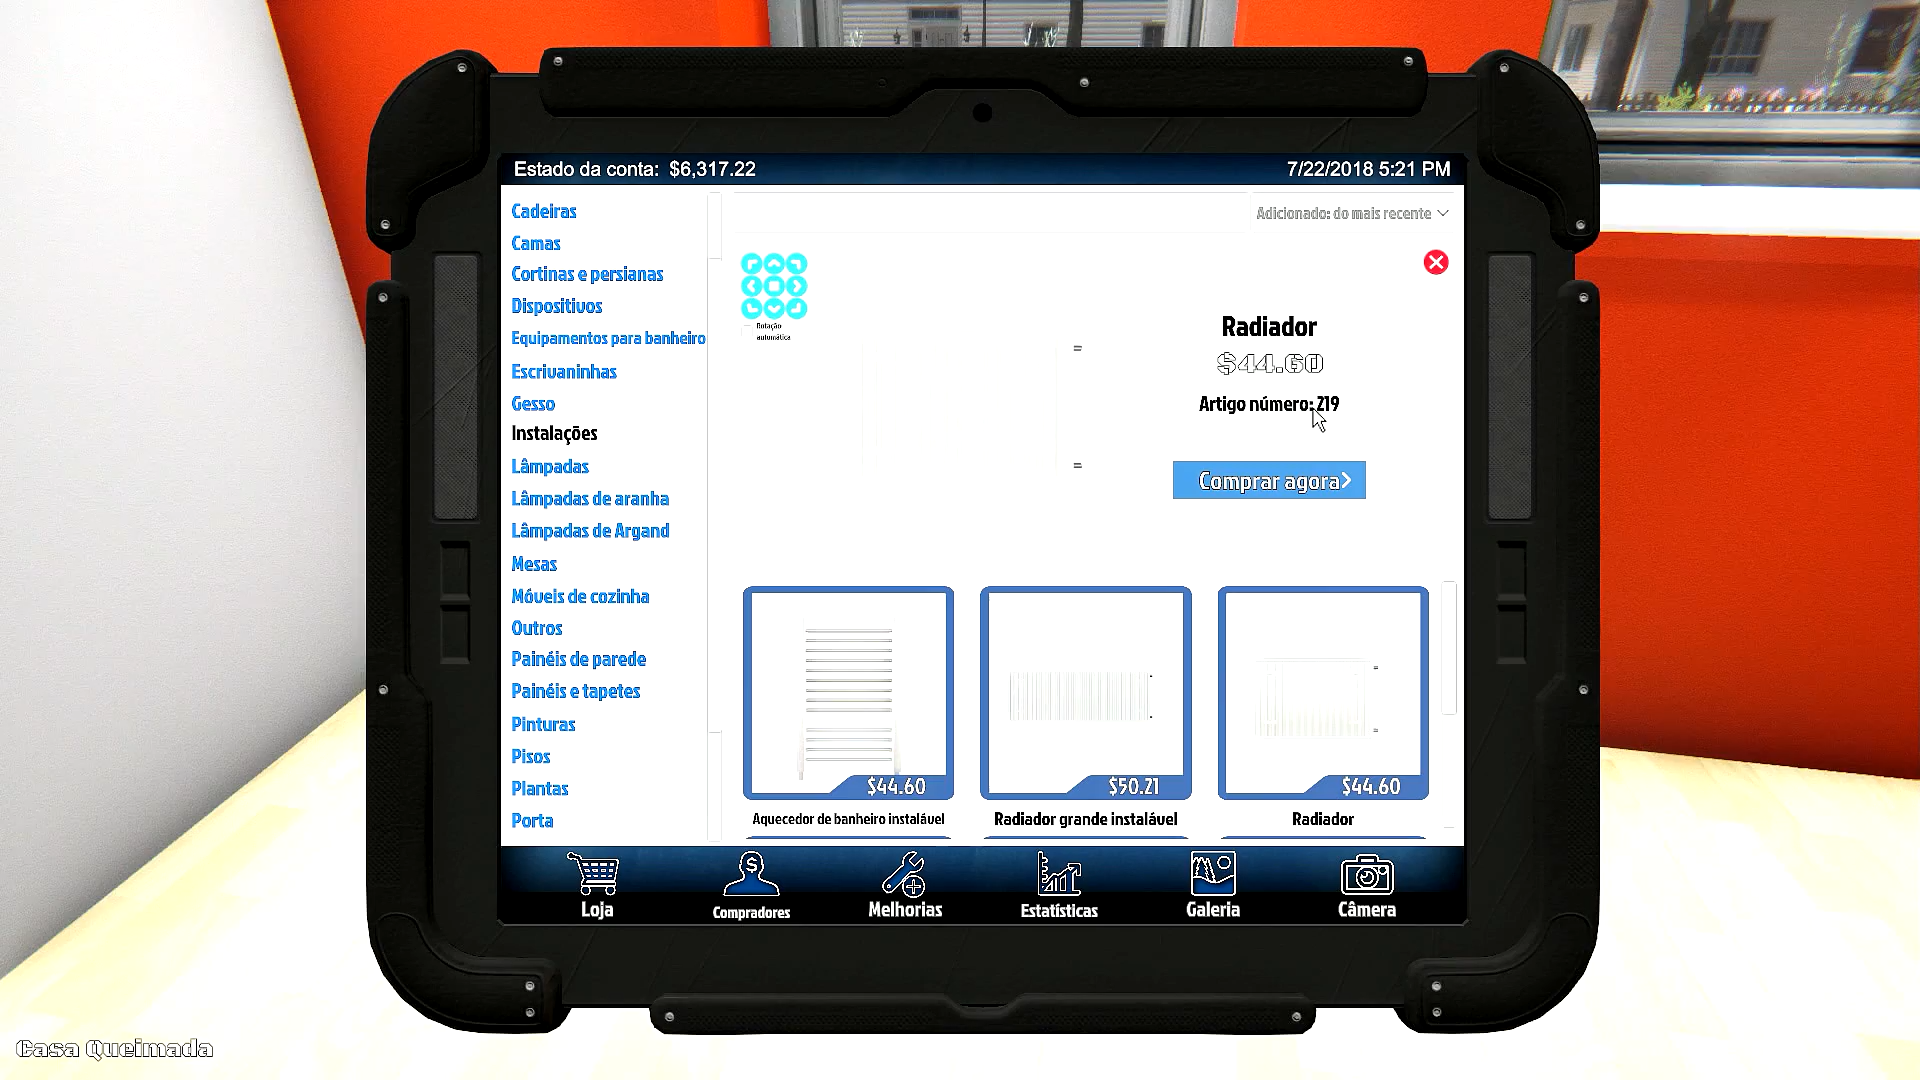 Estado da conta: $6,317.22
7/22/2018 5:21 PM
Cadeiras
Camas
Cortinas e persianas
Dispositivos
Equipamentos para banheiro
Escrivaninhas
Gesso
Instalações
Lâmpadas
Lâmpadas de aranha
Lâmpadas de Argand
Mesas
Móveis de cozinha
Outros
Painéis de parede
Painéis e tapetes
Pinturas
Pisos
Plantas
Porta
Adicionado: do mais recente
Rotação
automática
Radiador
$44.60
Artigo número: 219
Comprar agora
$44.60
Aquecedor de banheiro instalável
$50.21
Radiador grande instalável
$44.60
Radiador
Loja
Compradores
Melhorias
Estatísticas
Galeria
Câmera
Casa Queimada